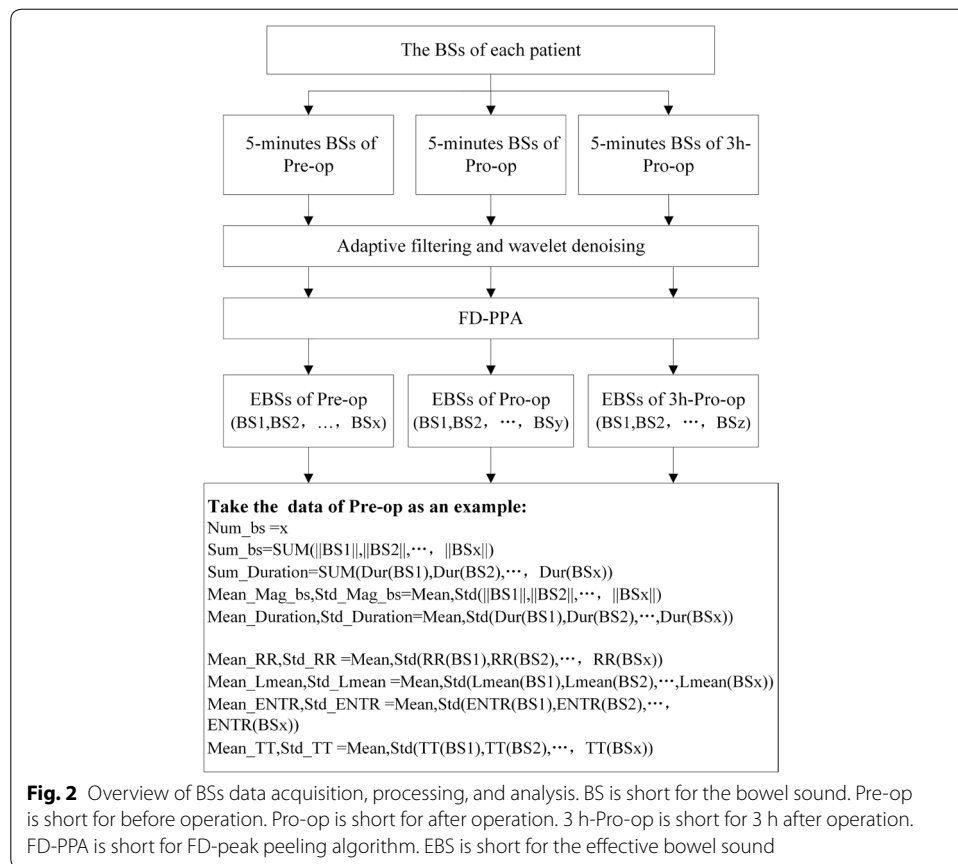 The BSs of each patient
5-minutes BSs of
Pre-op
5-minutes BSs of
Pro-op
5-minutes BSs of 3h-
Pro-op
Adaptive filtering and wavelet denoising
FD-PPA
EBSs of Pre-op
(BS1,BS2，…，BSx)
EBSs of Pro-op
(BS1,BS2，⋯，BSy)
EBSs of 3h-Pro-op
(BS1,BS2，⋯，BSz)
Take the data of Pre-op as an example:
Num_bs =x
Sum_bs=SUM(||BS1||,||BS2||,⋯，||BSx||)
Sum_Duration=SUM(Dur(BS1),Dur(BS2),⋯，Dur(BSx))
Mean_Mag_bs,Std_Mag_bs=Mean,Std(||BS1||,||BS2||,⋯，||BSx||)
Mean_Duration,Std_Duration=Mean,Std(Dur(BS1),Dur(BS2),⋯,Dur(BSx))
Mean_RR,Std_RR =Mean,Std(RR(BS1),RR(BS2),⋯，RR(BSx))
Mean_Lmean,Std_Lmean =Mean,Std(Lmean(BS1),Lmean(BS2),⋯,Lmean(BSx))
Mean_ENTR,Std_ENTR =Mean,Std(ENTR(BS1),ENTR(BS2),⋯，
ENTR(BSx))
Mean_TT,Std_TT =Mean,Std(TT(BS1),TT(BS2),⋯，TT(BSx))
Fig. 2 Overview of BSs data acquisition, processing, and analysis. BS is short for the bowel sound. Pre-op
is short for before operation. Pro-op is short for after operation. 3 h-Pro-op is short for 3 h after operation.
FD-PPA is short for FD-peak peeling algorithm. EBS is short for the effective bowel sound